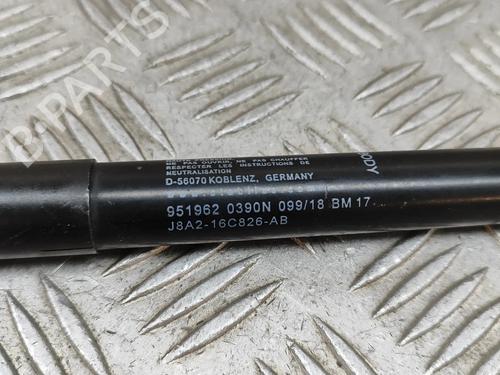 NE PAS OUVRIR, NE PAS CHAUFFER
RESPECTER LES INSTRUCTIONS DE
NEUTRALISATION
D-56070 KOBLENZ, GERMANY
951962 0390N 099/18 BM 17
J8A2-16C826-AB
ODY
B-PARTS